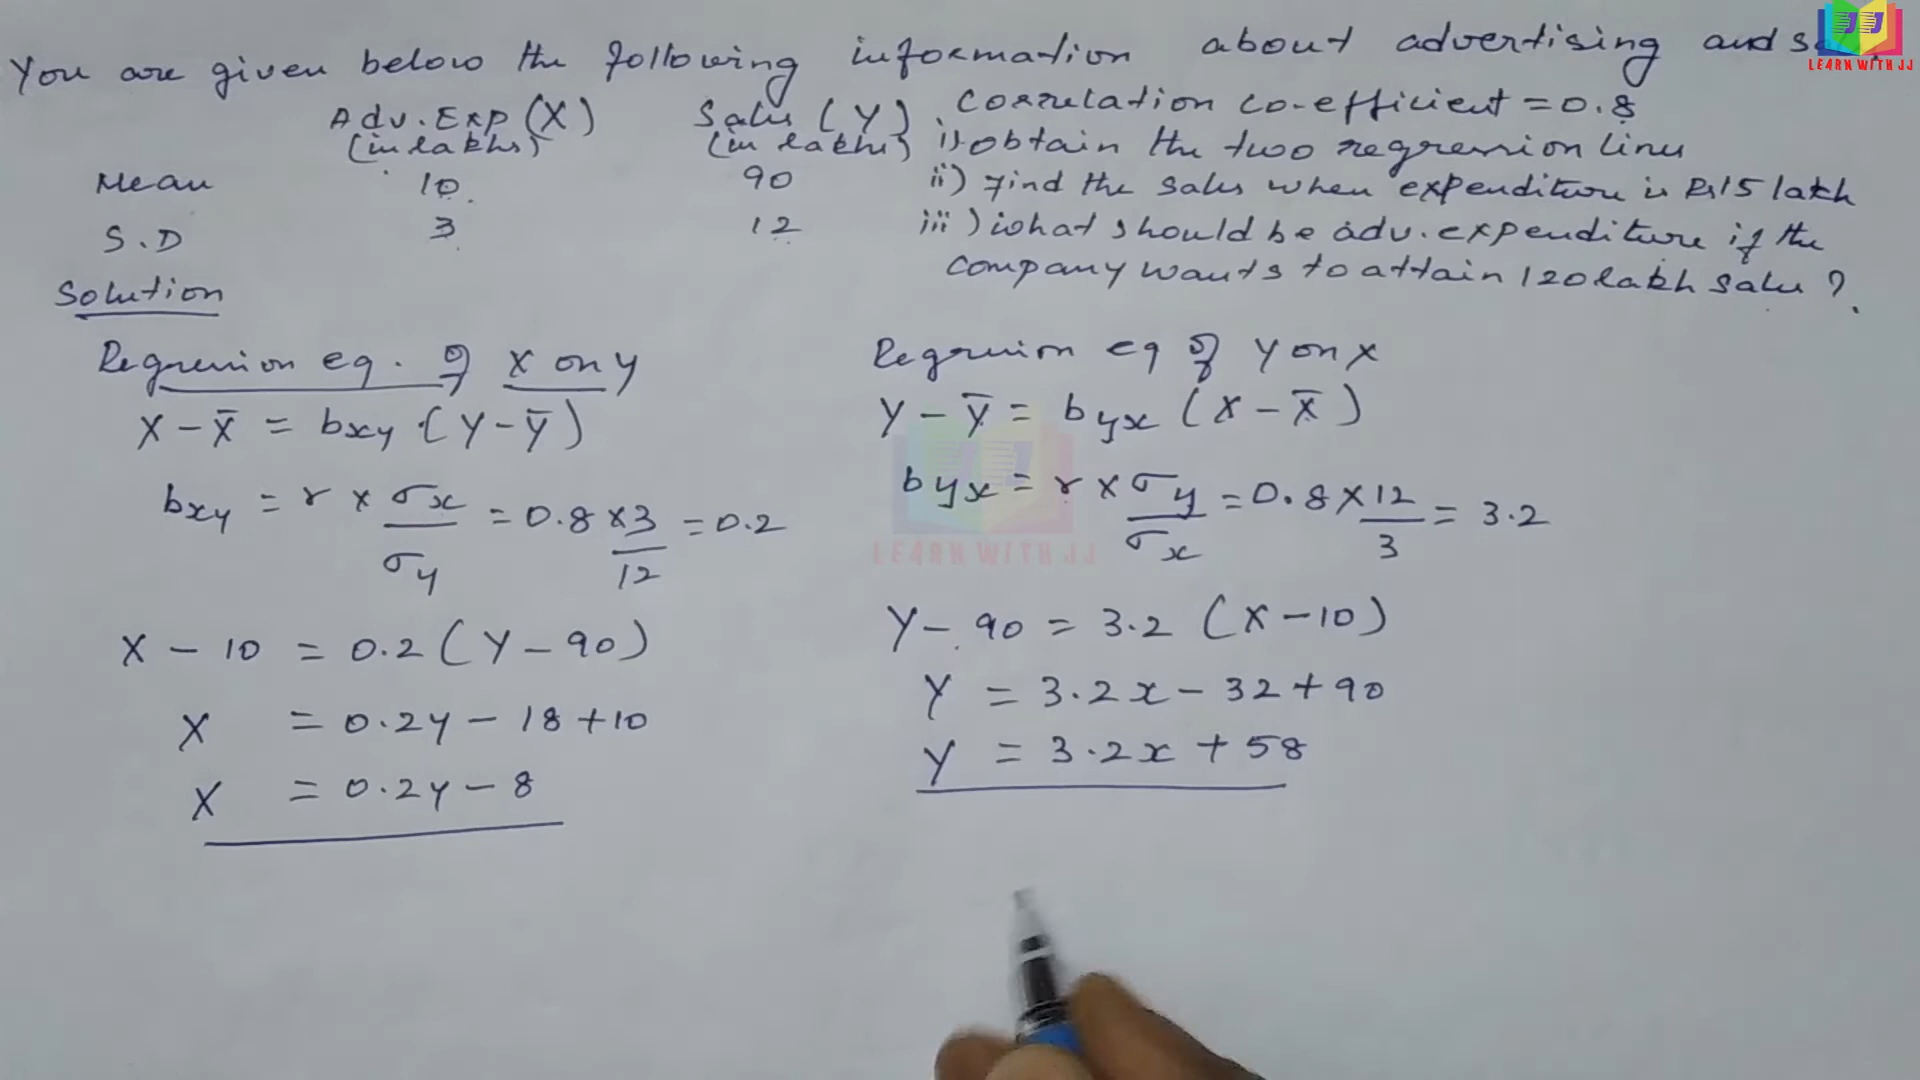 You are given below the following information about advertising and
Adv. Exp (X) Sales (Y). Correlation co-efficient = 0.8
(in lakhs) (in lakhs) i) obtain the two regression lines
Mean 10 90 ii) Find the sales when expenditure is Rs 15 lakh
S.D 3 12 iii) what should be adv. expenditure if the
company wants to attain 120 lakh sales ?
Solution
Regression eq. of X on y
X - x̄ = bxy (Y - ȳ)
bxy = r × σx / σy = 0.8 × 3 / 12 = 0.2
X - 10 = 0.2 (Y - 90)
X = 0.2y - 18 + 10
X = 0.2y - 8
Regression eq of Y on x
Y - ȳ = byx (X - x̄)
byx = r × σy / σx = 0.8 × 12 / 3 = 3.2
Y - 90 = 3.2 (X - 10)
Y = 3.2x - 32 + 90
Y = 3.2x + 58
LEARN WITH JJ
LEARN WITH JJ